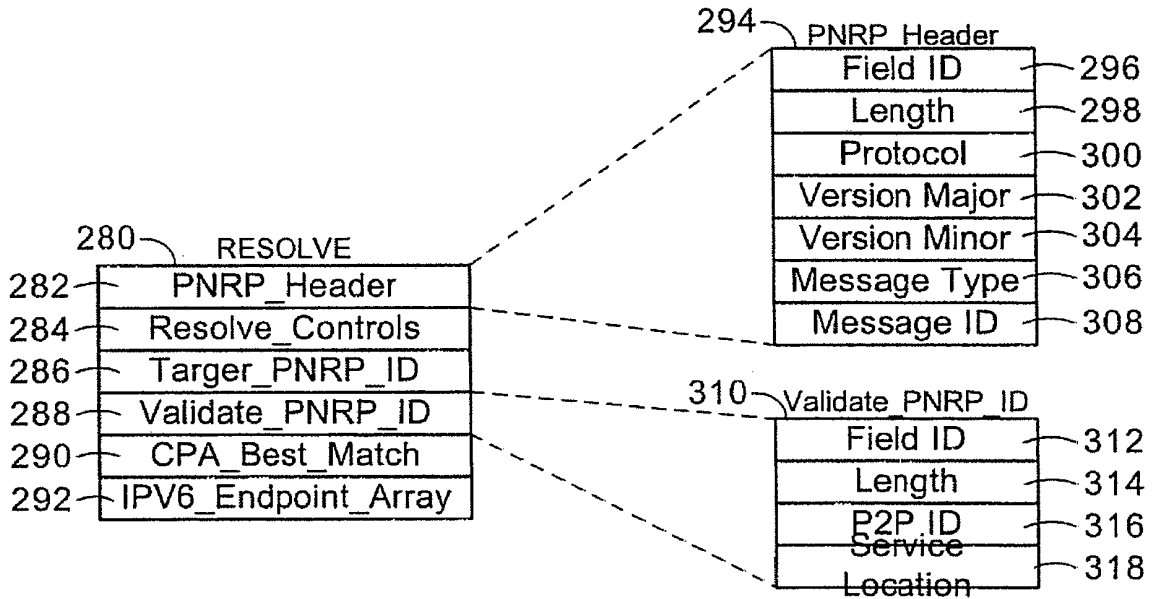 280 RESOLVE
282 PNRP_Header
284 Resolve_Controls
286 Targer_PNRP_ID
288 Validate_PNRP_ID
290 CPA_Best_Match
292 IPV6_Endpoint_Array
294 PNRP_Header
Field ID 296
Length 298
Protocol 300
Version Major 302
Version Minor 304
Message Type 306
Message ID 308
310 Validate_PNRP_ID
Field ID 312
Length 314
P2P ID 316
Service
Location 318